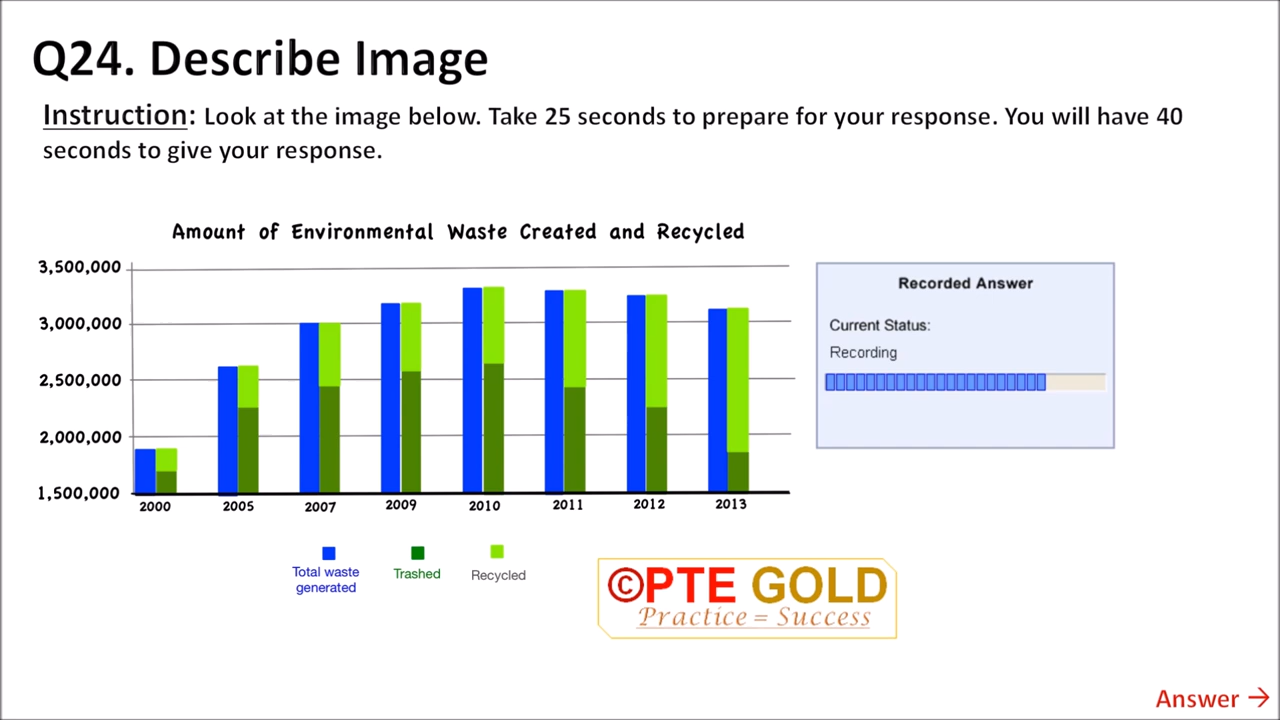 Q24. Describe Image
Instruction: Look at the image below. Take 25 seconds to prepare for your response. You will have 40
seconds to give your response.
Amount of Environmental Waste Created and Recycled
3,500,000
3,000,000
2,500,000
2,000,000
1,500,000
2000 2005 2007 2009 2010 2011 2012 2013
Total waste
generated
Trashed
Recycled
Recorded Answer
Current Status:
Recording
©PTE GOLD
Practice = Success
Answer →